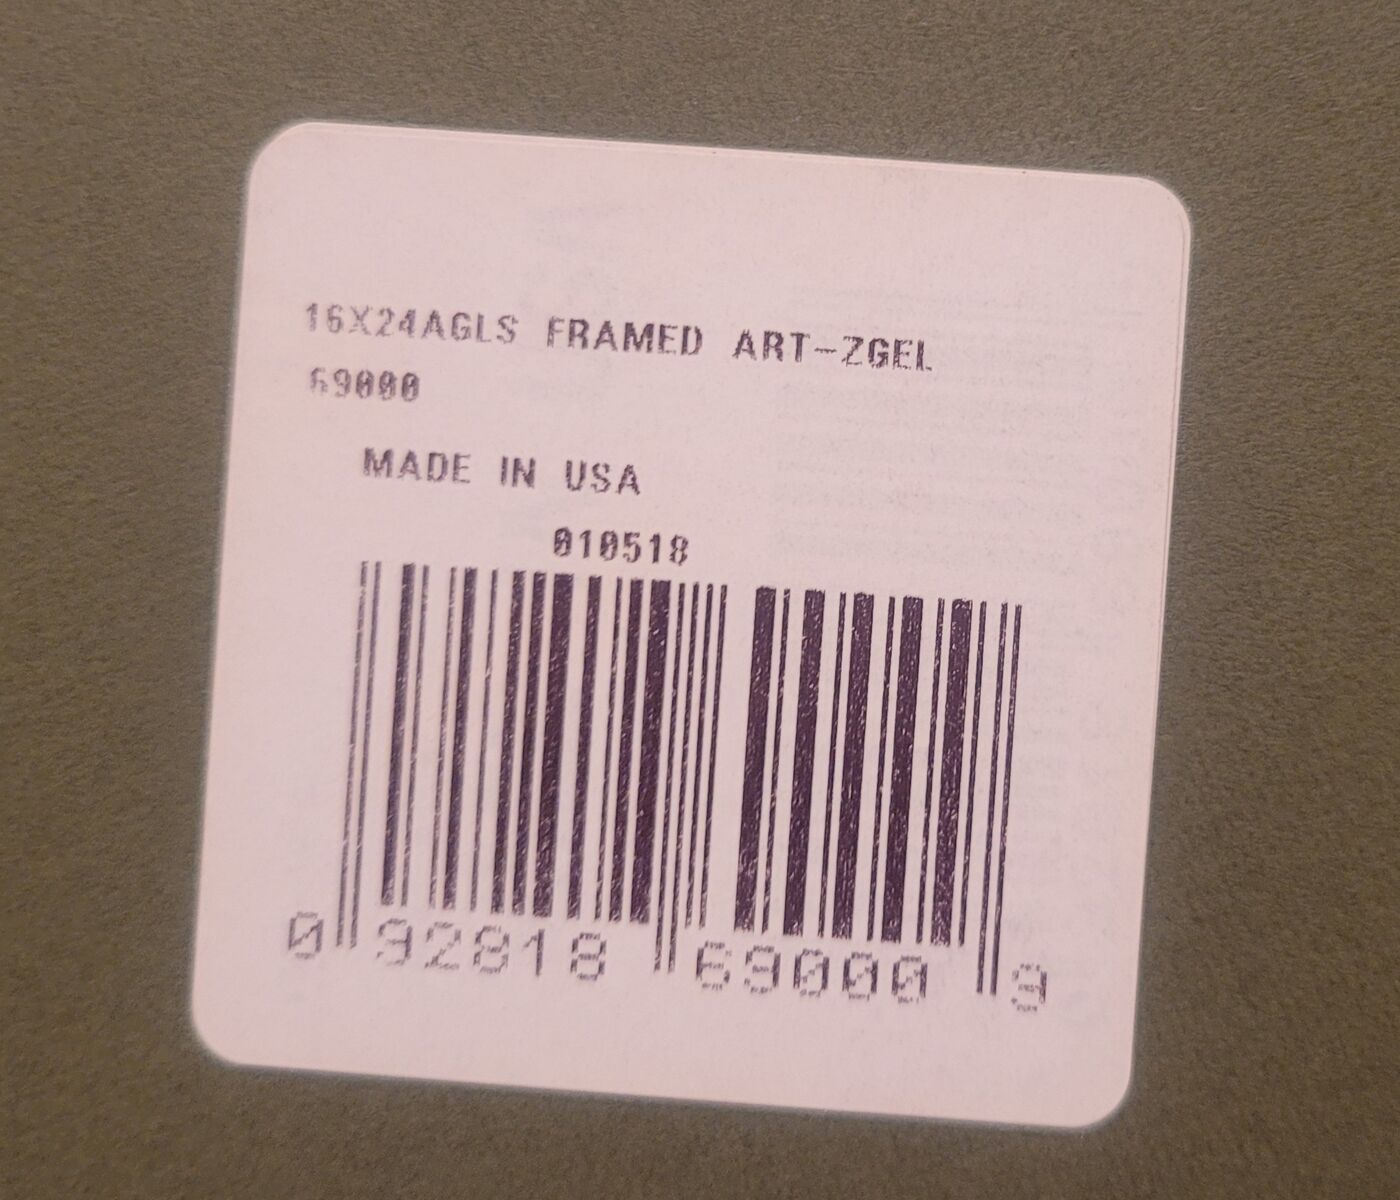 16X24AGLS FRAMED ART-ZGEL
69000
MADE IN USA
010518
0 92818 69000 9